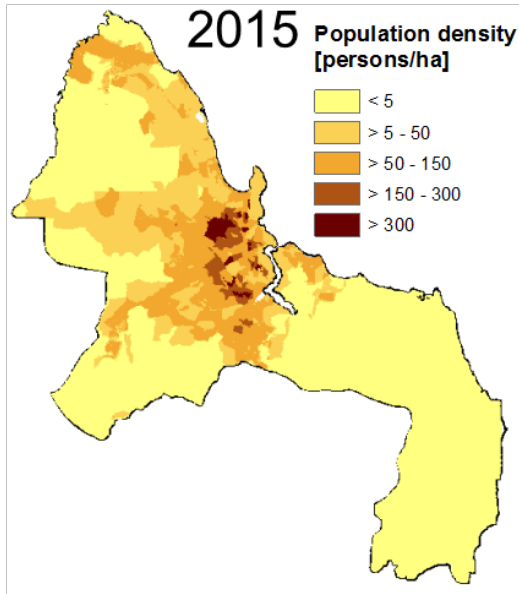 2015
Population density
[persons/ha]
< 5
> 5 - 50
> 50 - 150
> 150 - 300
> 300